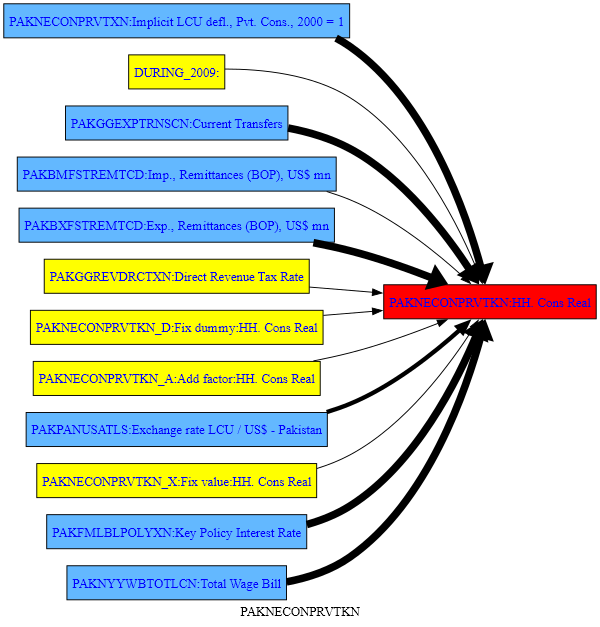 PAKNECONPRVTXN:Implicit LCU defl., Pvt. Cons., 2000 = 1
DURING_2009:
PAKGGEXPTRNSCN:Current Transfers
PAKBMFSTREMTCD:Imp., Remittances (BOP), US$ mn
PAKBXFSTREMTCD:Exp., Remittances (BOP), US$ mn
PAKGGREVDRCTXN:Direct Revenue Tax Rate
PAKNECONPRVTKN:HH. Cons Real
PAKNECONPRVTKN_D:Fix dummy:HH. Cons Real
PAKNECONPRVTKN_A:Add factor:HH. Cons Real
PAKPANUSATLS:Exchange rate LCU / US$ - Pakistan
PAKNECONPRVTKN_X:Fix value:HH. Cons Real
PAKFMLBLPOLYXN:Key Policy Interest Rate
PAKNYYWBTOTLCN:Total Wage Bill
PAKNECONPRVTKN